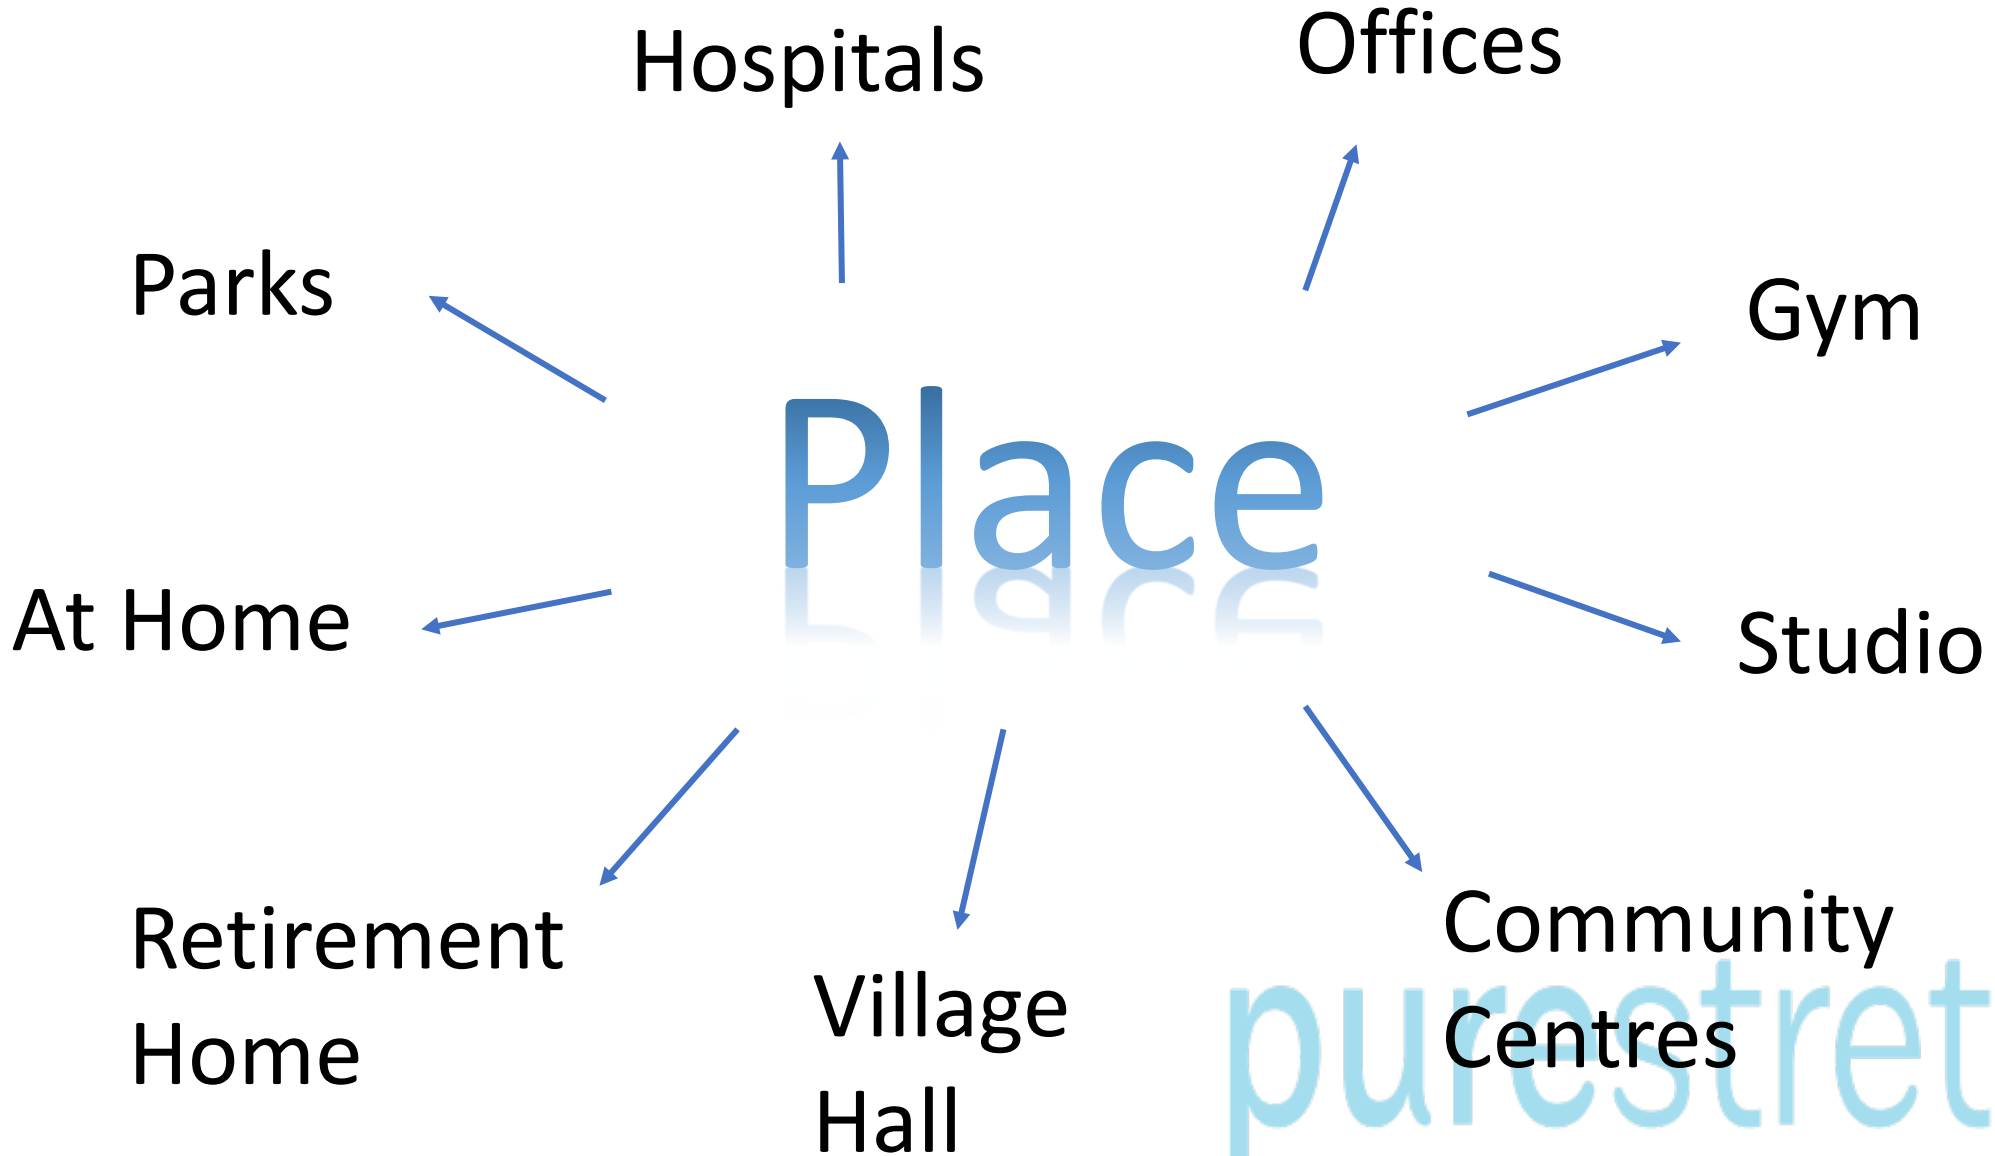 Hospitals
Offices
Parks
Gym
Place
At Home
Studio
Retirement
Home
Village
Hall
Community
Centres
purestret